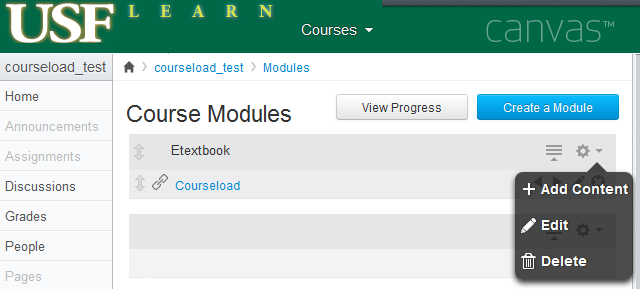 USF LEARN
Courses
canvas™
courseload_test
courseload_test
Modules
Home
Announcements
Assignments
Discussions
Grades
People
Pages
Course Modules
View Progress
Create a Module
Etextbook
Courseload
Add Content
Edit
Delete